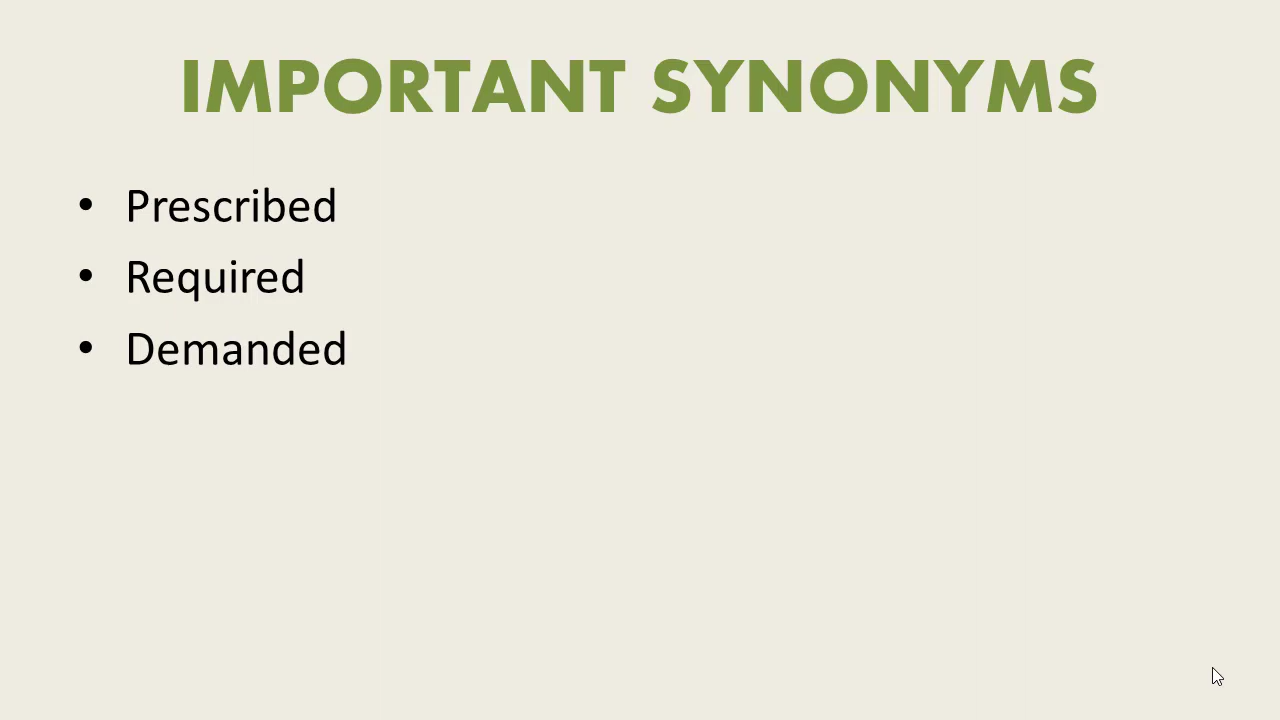 IMPORTANT SYNONYMS
• Prescribed
• Required
• Demanded